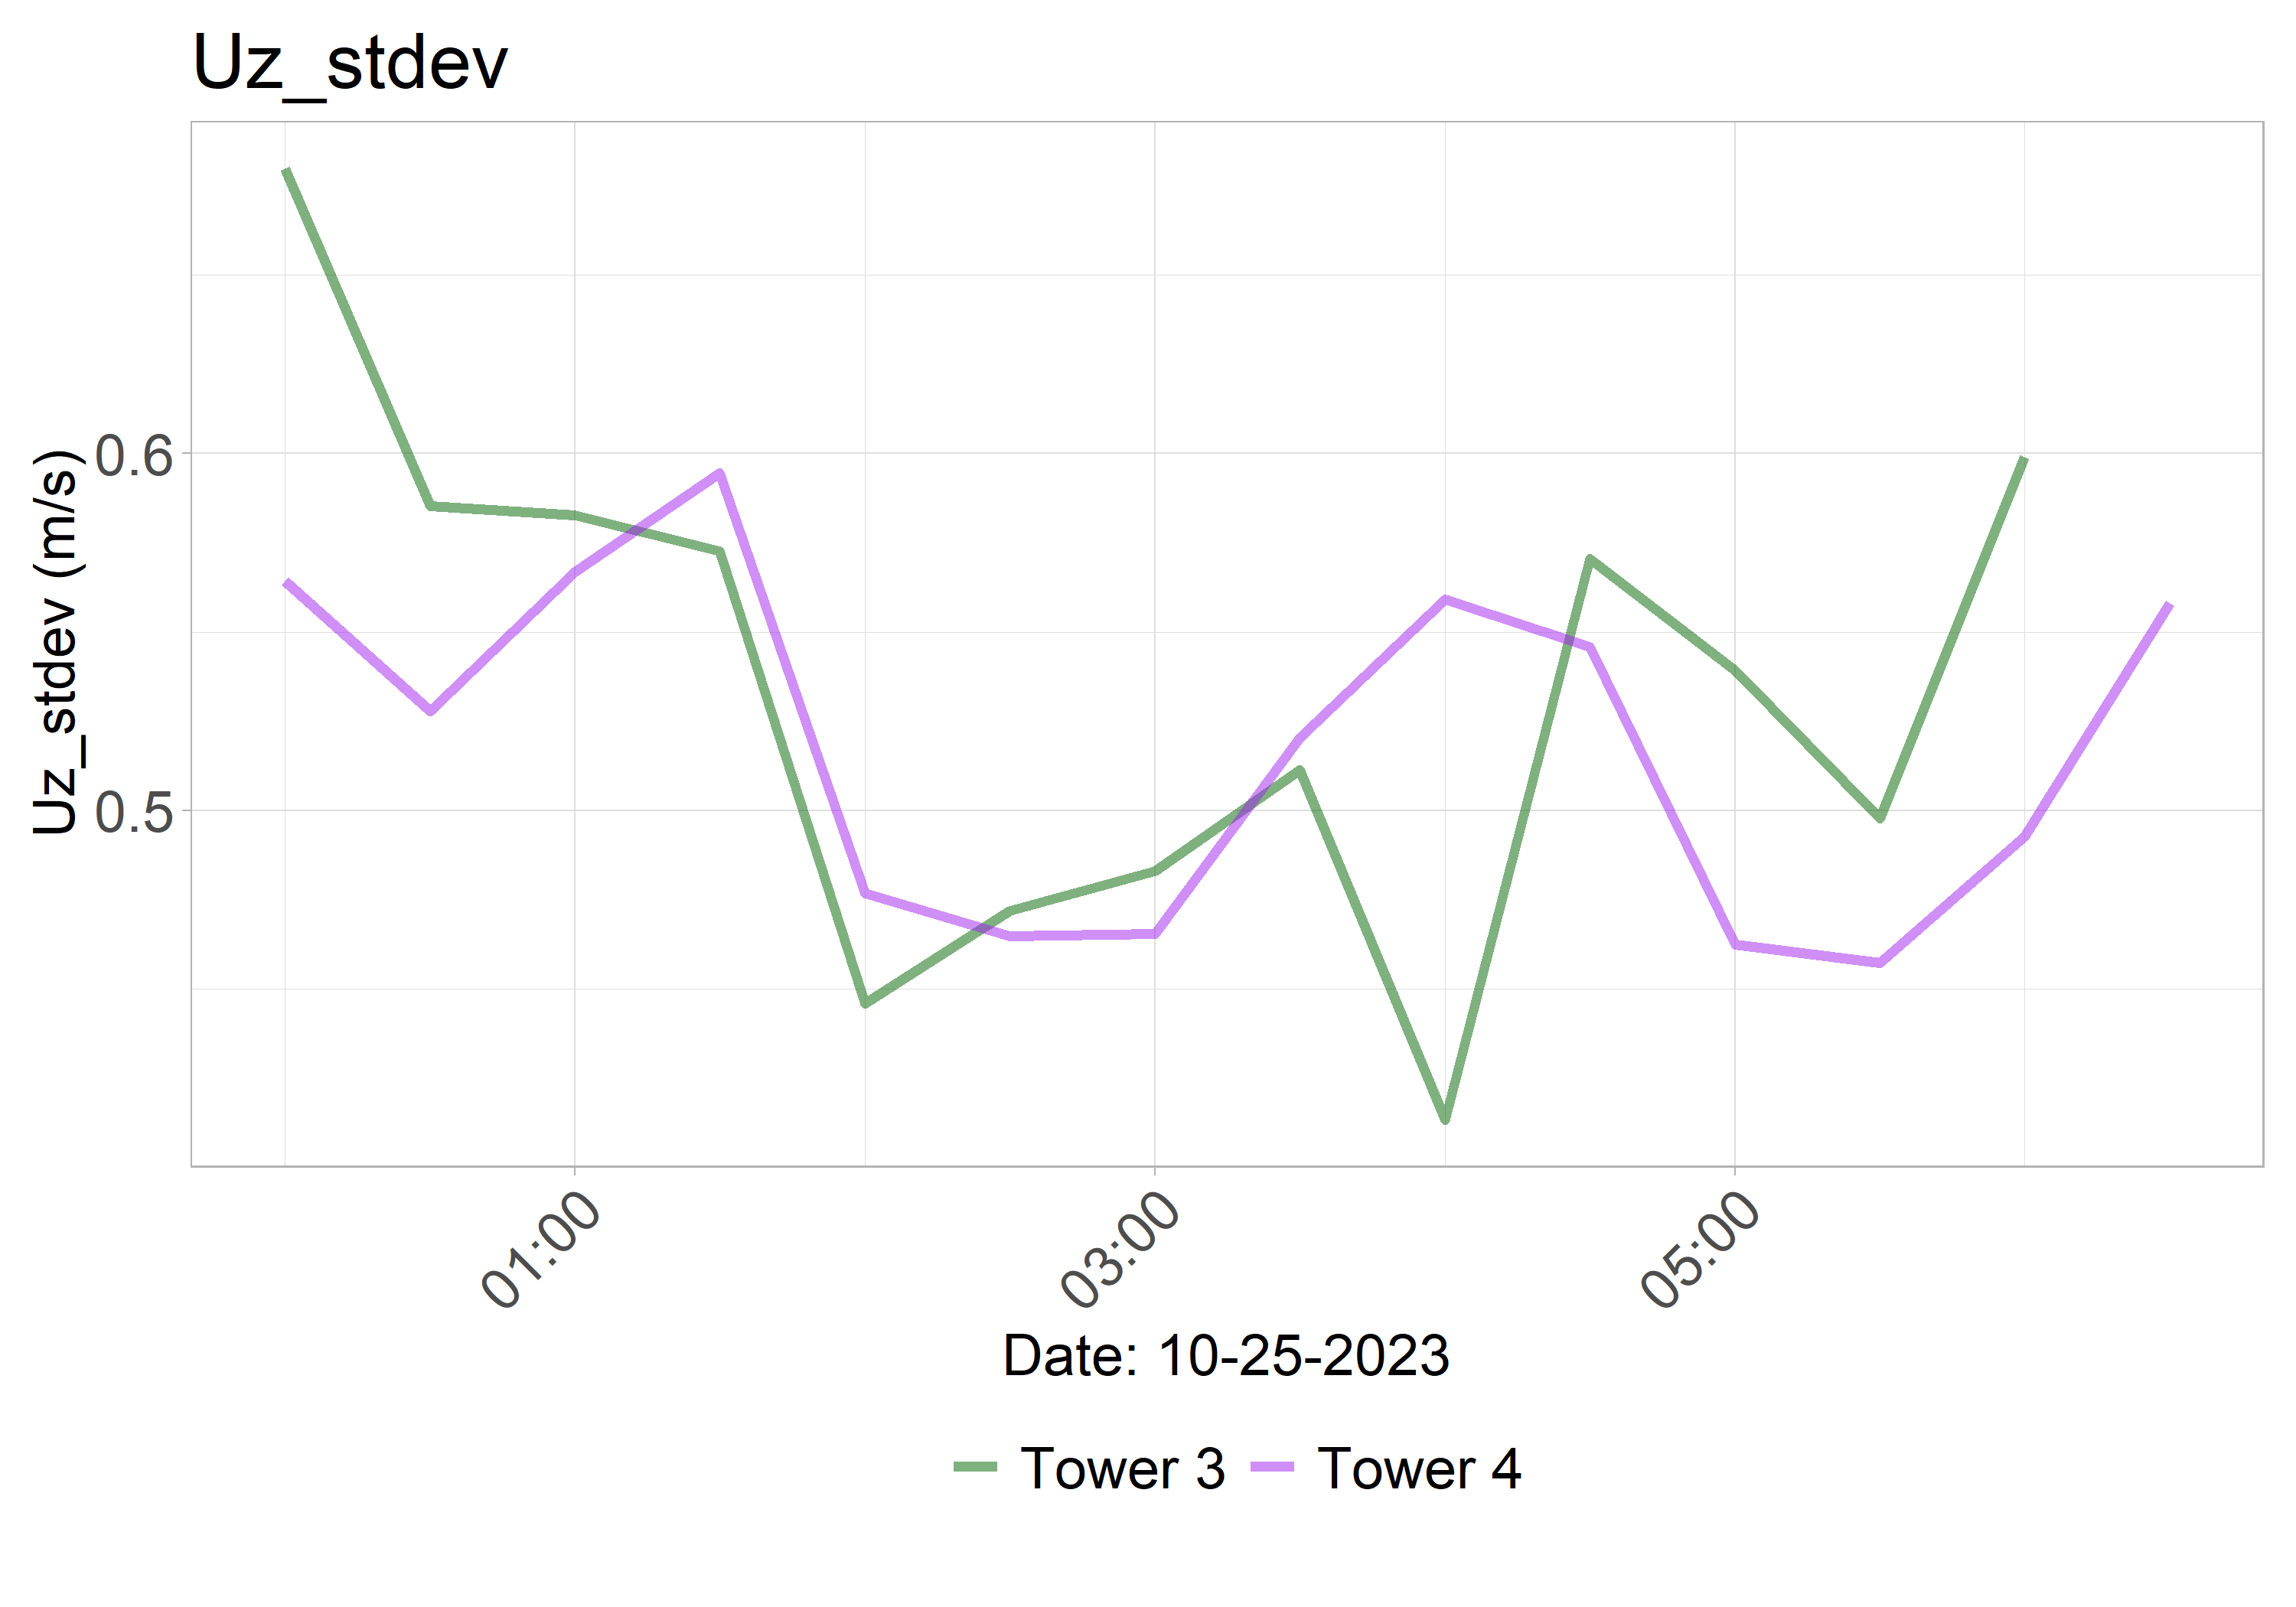 Uz_stdev
Uz_stdev (m/s)
0.6
0.5
01:00 03:00 05:00
Date: 10-25-2023
Tower 3 Tower 4